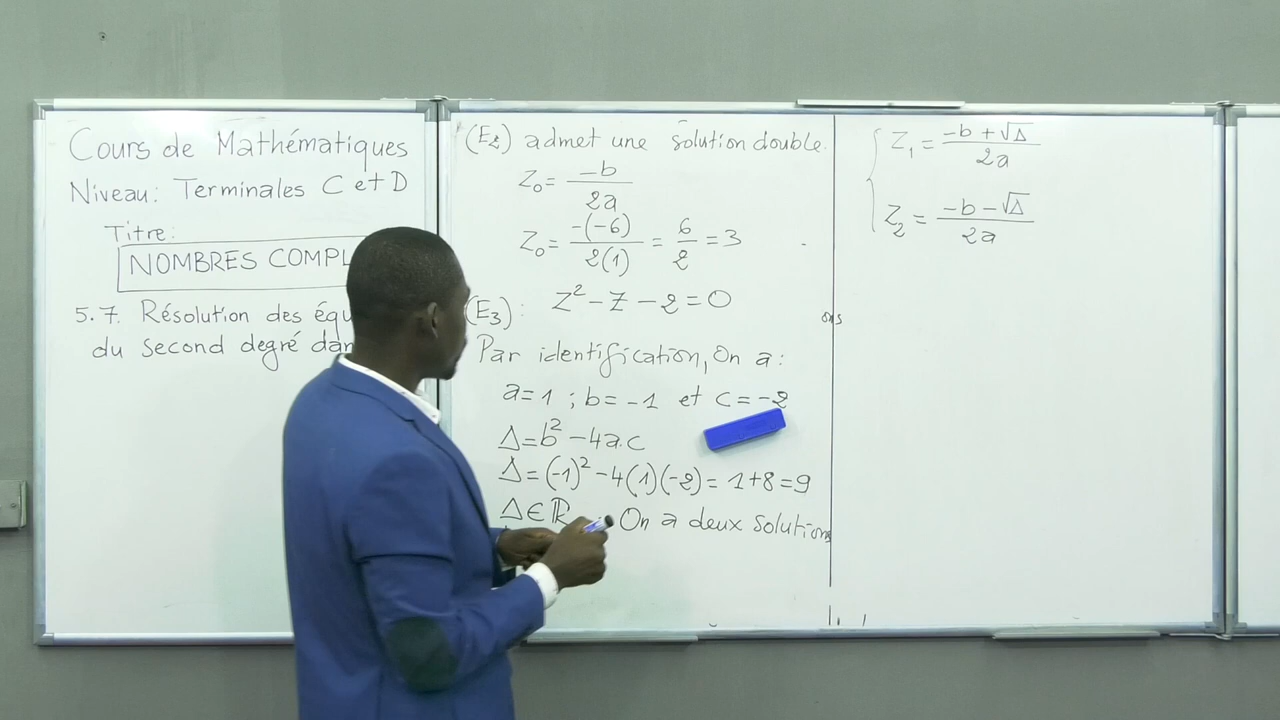 Cours de Mathématiques
Niveau: Terminales C et D
Titre:
NOMBRES COMPL
5.7. Résolution des équ
du second degré dan
(E₂) admet une solution double.
Z₀ = -b/2a
Z₀ = -(-6)/2(1) = 6/2 = 3
(E₃): Z² - Z - 2 = 0
Par identification, On a:
a = 1 ; b = -1 et c = -2
Δ = b² - 4a.c
Δ = (-1)² - 4(1)(-2) = 1+8 = 9
Δ ∈ ℝ : On a deux solutions
ons
Z₁ = (-b + √Δ)/2a
Z₂ = (-b - √Δ)/2a